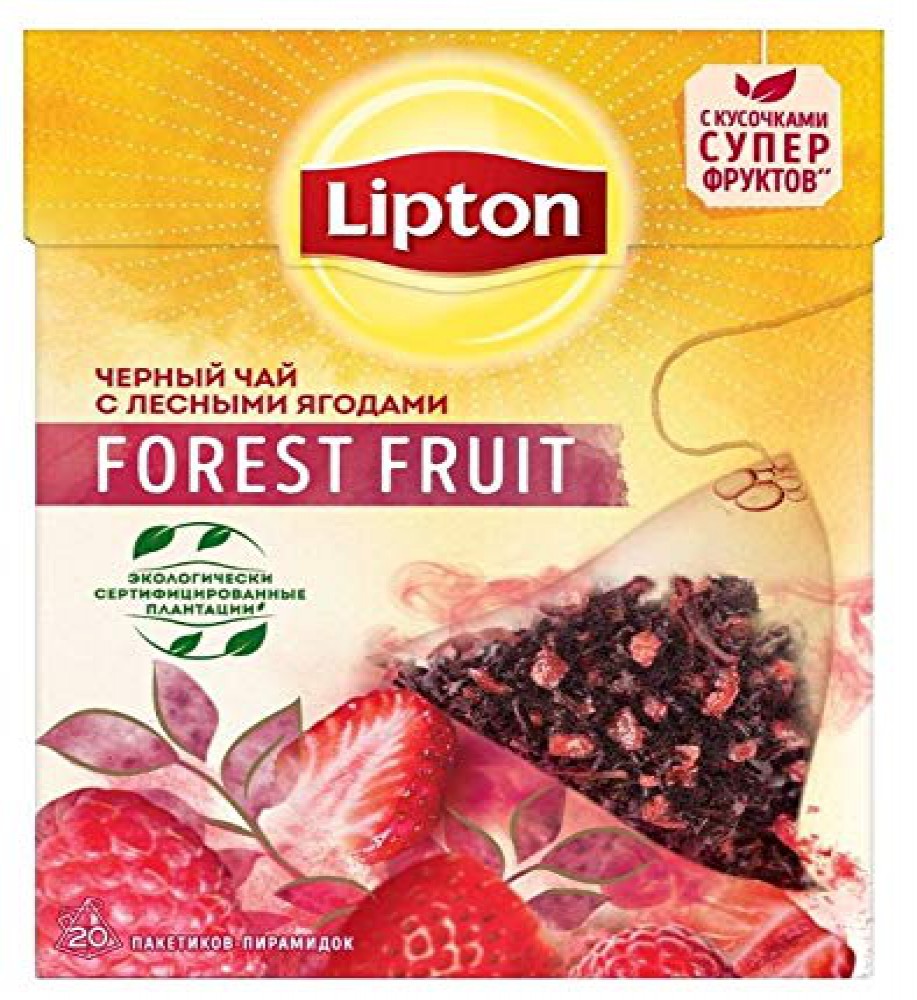 Lipton
С КУСОЧКАМИ
СУПЕР
ФРУКТОВ**
ЧЕРНЫЙ ЧАЙ
С ЛЕСНЫМИ ЯГОДАМИ
FOREST FRUIT
ЭКОЛОГИЧЕСКИ
СЕРТИФИЦИРОВАННЫЕ
ПЛАНТАЦИИ*
20 ПАКЕТИКОВ-ПИРАМИДОК